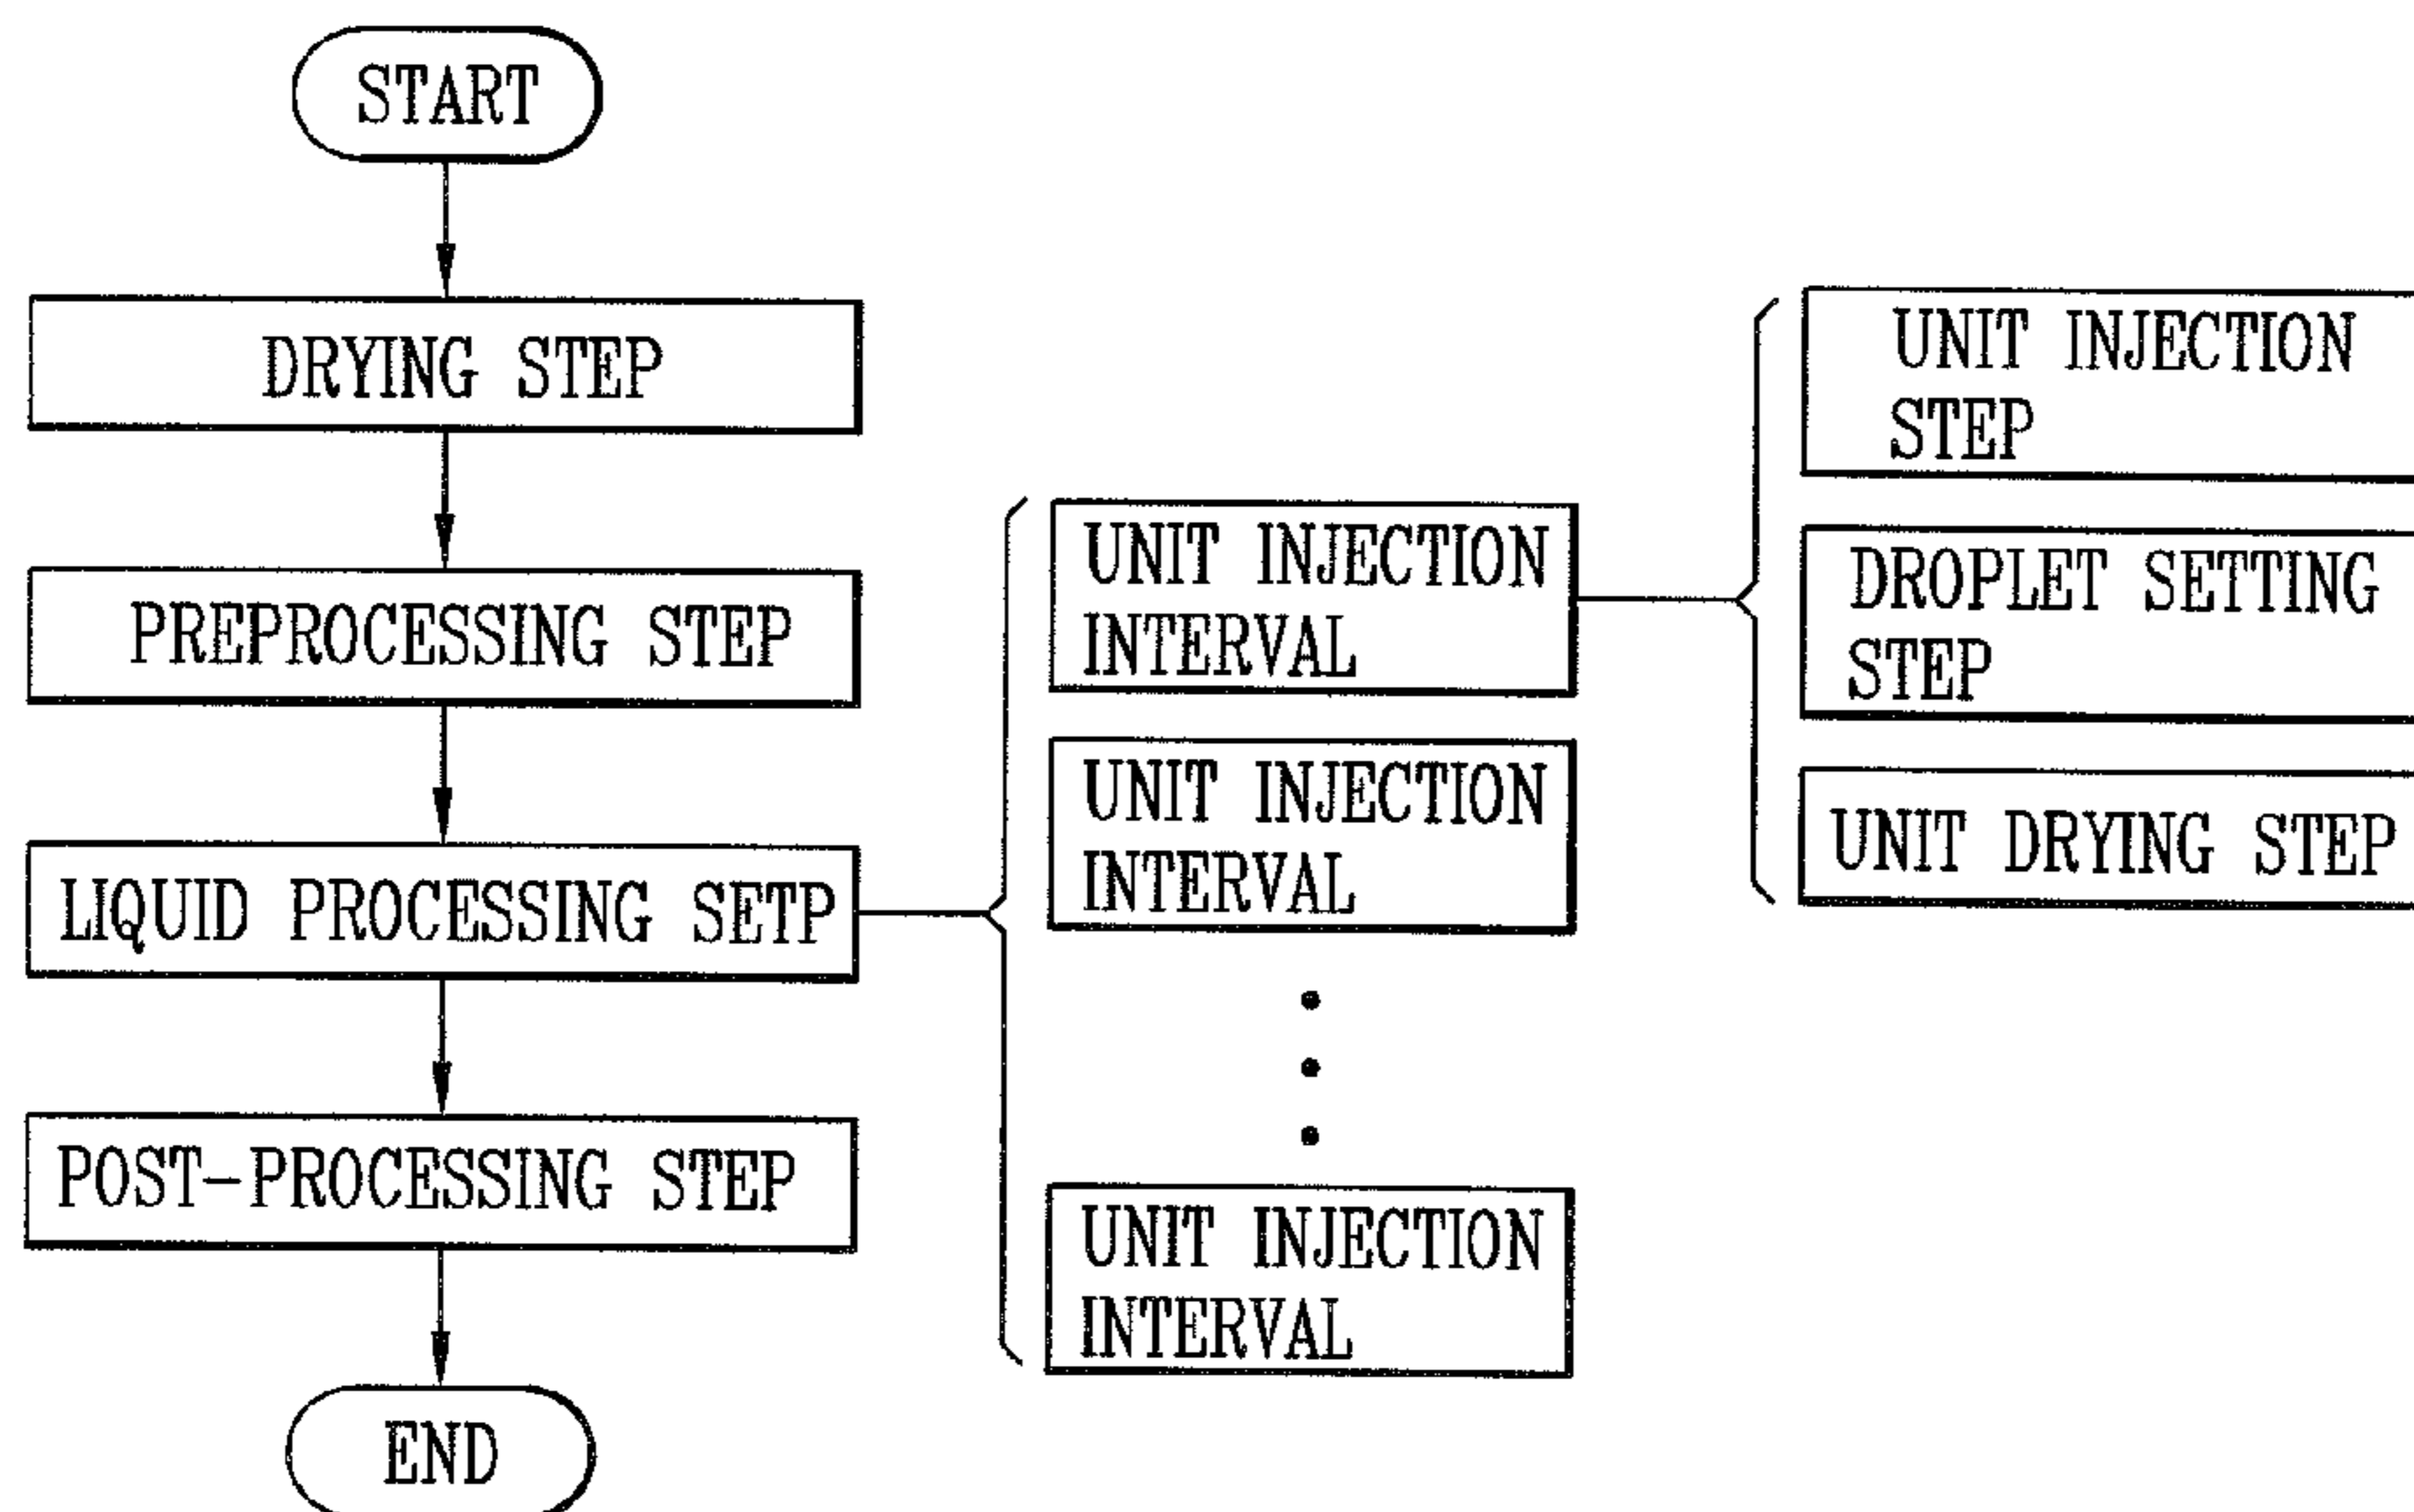 START
DRYING STEP
PREPROCESSING STEP
LIQUID PROCESSING SETP
POST-PROCESSING STEP
END
UNIT INJECTION
INTERVAL
UNIT INJECTION
INTERVAL
UNIT INJECTION
INTERVAL
UNIT INJECTION
STEP
DROPLET SETTING
STEP
UNIT DRYING STEP